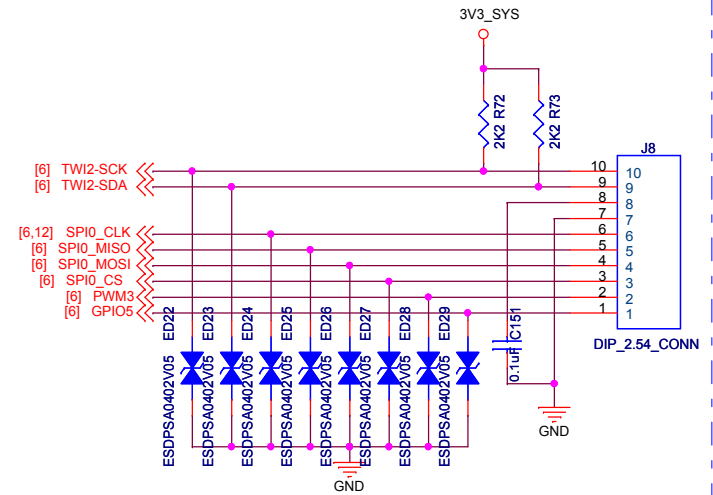 3V3_SYS
2K2 R72
2K2 R73
J8
[6] TWI2-SCK
10
10
[6] TWI2-SDA
9
9
8
8
7
7
[6,12] SPI0_CLK
6
6
[6] SPI0_MISO
5
5
[6] SPI0_MOSI
4
4
[6] SPI0_CS
3
3
[6] PWM3
2
2
[6] GPIO5
1
1
DIP_2.54_CONN
ESDPSA0402V05 ED22
ESDPSA0402V05 ED23
ESDPSA0402V05 ED24
ESDPSA0402V05 ED25
ESDPSA0402V05 ED26
ESDPSA0402V05 ED27
ESDPSA0402V05 ED28
ESDPSA0402V05 ED29
0.1uF C151
GND
GND